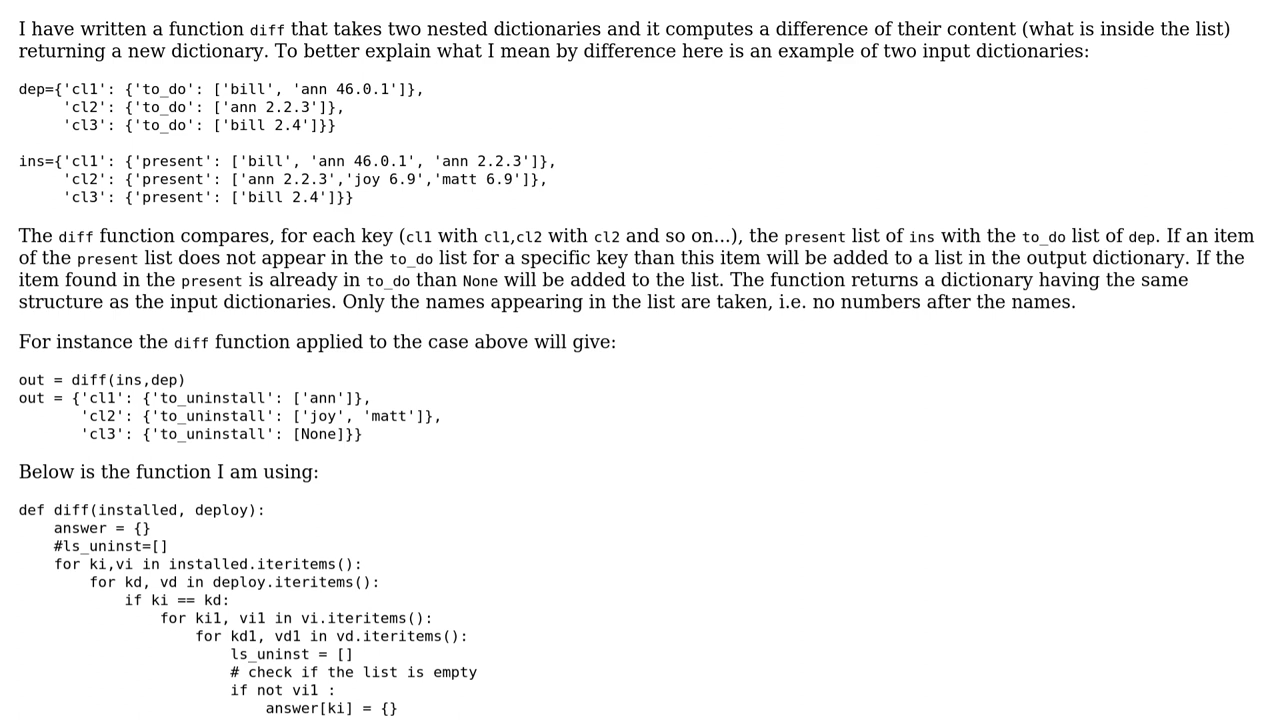 I have written a function diff that takes two nested dictionaries and it computes a difference of their content (what is inside the list)
returning a new dictionary. To better explain what I mean by difference here is an example of two input dictionaries:
dep={'cl1': {'to_do': ['bill', 'ann 46.0.1']},
     'cl2': {'to_do': ['ann 2.2.3']},
     'cl3': {'to_do': ['bill 2.4']}}
ins={'cl1': {'present': ['bill', 'ann 46.0.1', 'ann 2.2.3']},
     'cl2': {'present': ['ann 2.2.3','joy 6.9','matt 6.9']},
     'cl3': {'present': ['bill 2.4']}}
The diff function compares, for each key (cl1 with cl1,cl2 with cl2 and so on...), the present list of ins with the to_do list of dep. If an item
of the present list does not appear in the to_do list for a specific key than this item will be added to a list in the output dictionary. If the
item found in the present is already in to_do than None will be added to the list. The function returns a dictionary having the same
structure as the input dictionaries. Only the names appearing in the list are taken, i.e. no numbers after the names.
For instance the diff function applied to the case above will give:
out = diff(ins,dep)
out = {'cl1': {'to_uninstall': ['ann']},
       'cl2': {'to_uninstall': ['joy', 'matt']},
       'cl3': {'to_uninstall': [None]}}
Below is the function I am using:
def diff(installed, deploy):
    answer = {}
    #ls_uninst=[]
    for ki,vi in installed.iteritems():
        for kd, vd in deploy.iteritems():
            if ki == kd:
                for ki1, vi1 in vi.iteritems():
                    for kd1, vd1 in vd.iteritems():
                        ls_uninst = []
                        # check if the list is empty
                        if not vi1 :
                            answer[ki] = {}